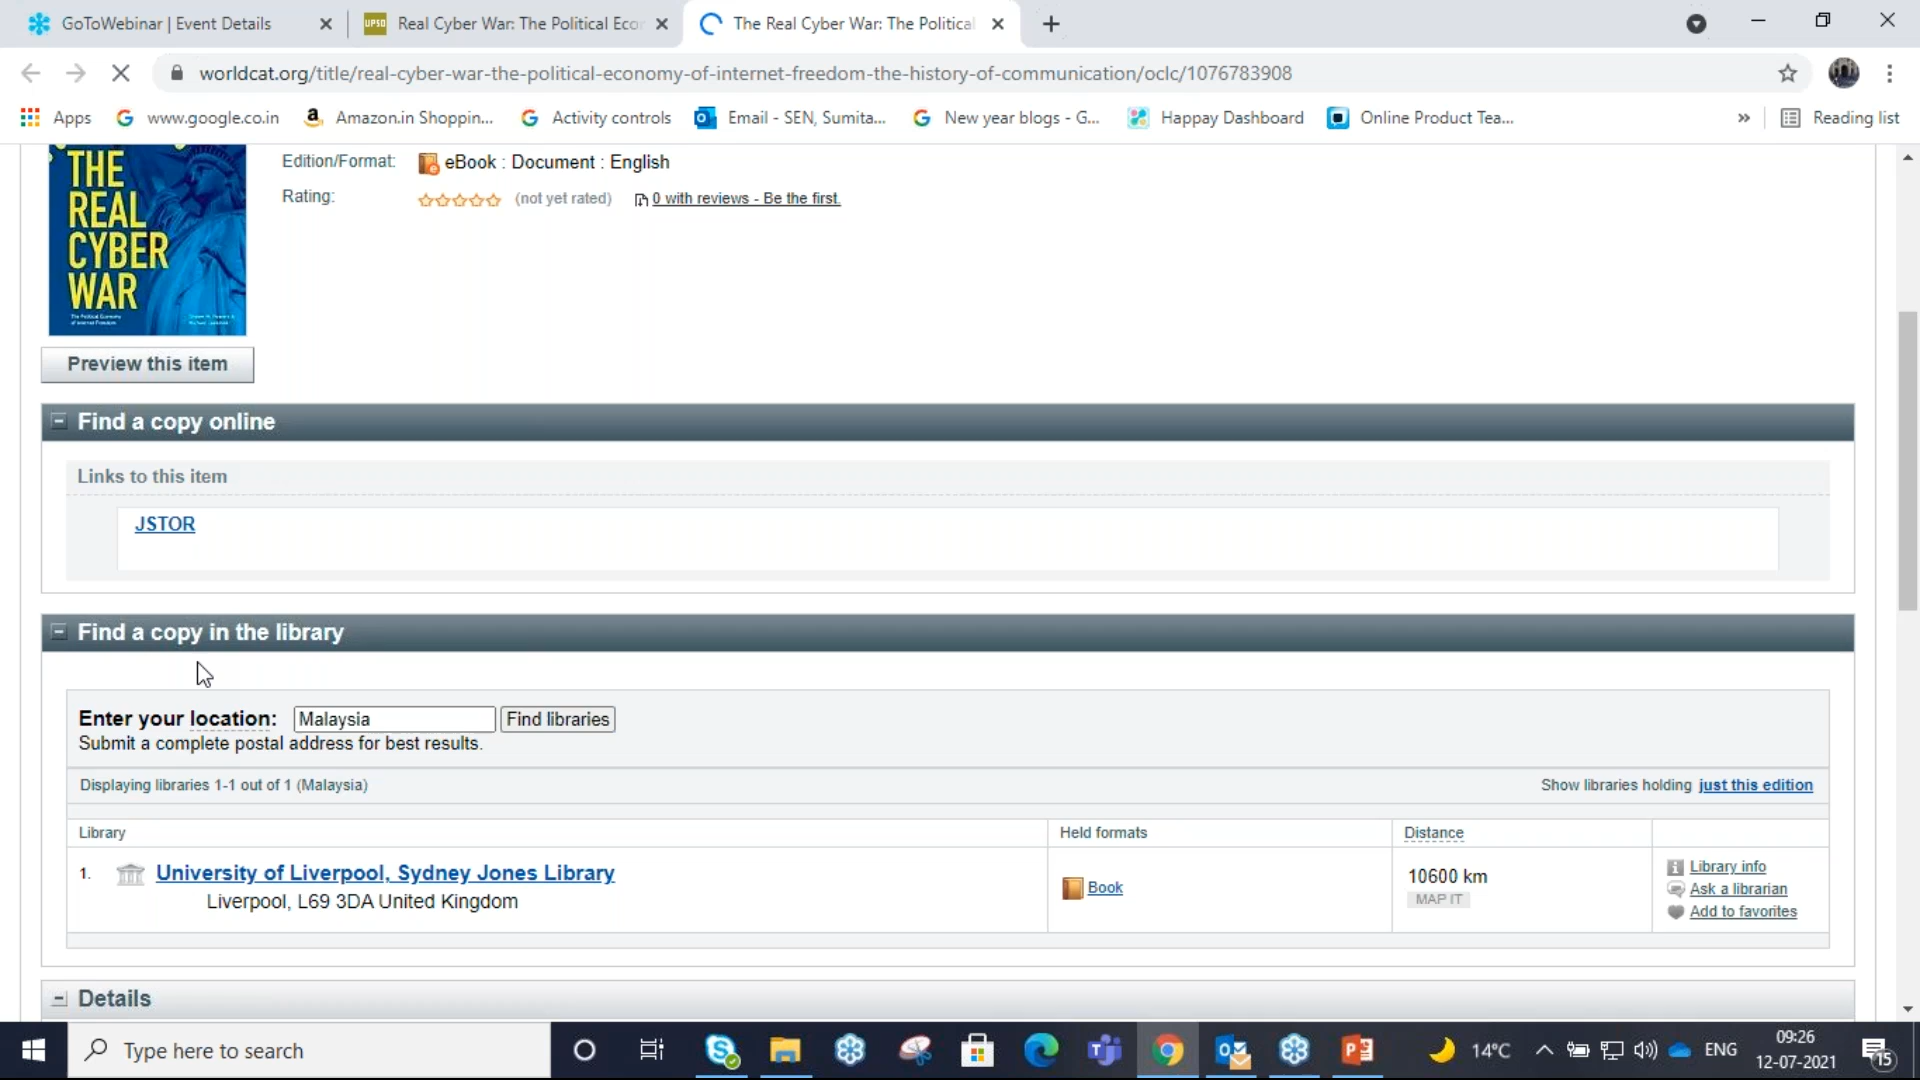 GoToWebinar | Event Details
Real Cyber War: The Political Econ
The Real Cyber War: The Political
worldcat.org/title/real-cyber-war-the-political-economy-of-internet-freedom-the-history-of-communication/oclc/1076783908
Apps
www.google.co.in
Amazon.in Shoppin...
Activity controls
Email - SEN, Sumita...
New year blogs - G...
Happay Dashboard
Online Product Tea...
»
Reading list
THE
REAL
CYBER
WAR
The Political Economy
of Internet Freedom
Edition/Format: eBook : Document : English
Rating: (not yet rated) 0 with reviews - Be the first.
Preview this item
Find a copy online
Links to this item
JSTOR
Find a copy in the library
Enter your location: Malaysia Find libraries
Submit a complete postal address for best results.
Displaying libraries 1-1 out of 1 (Malaysia)
Show libraries holding just this edition
Library Held formats Distance
1. University of Liverpool, Sydney Jones Library
Liverpool, L69 3DA United Kingdom
Book
10600 km
MAP IT
Library info
Ask a librarian
Add to favorites
Details
Type here to search
14°C
ENG
09:26
12-07-2021
15